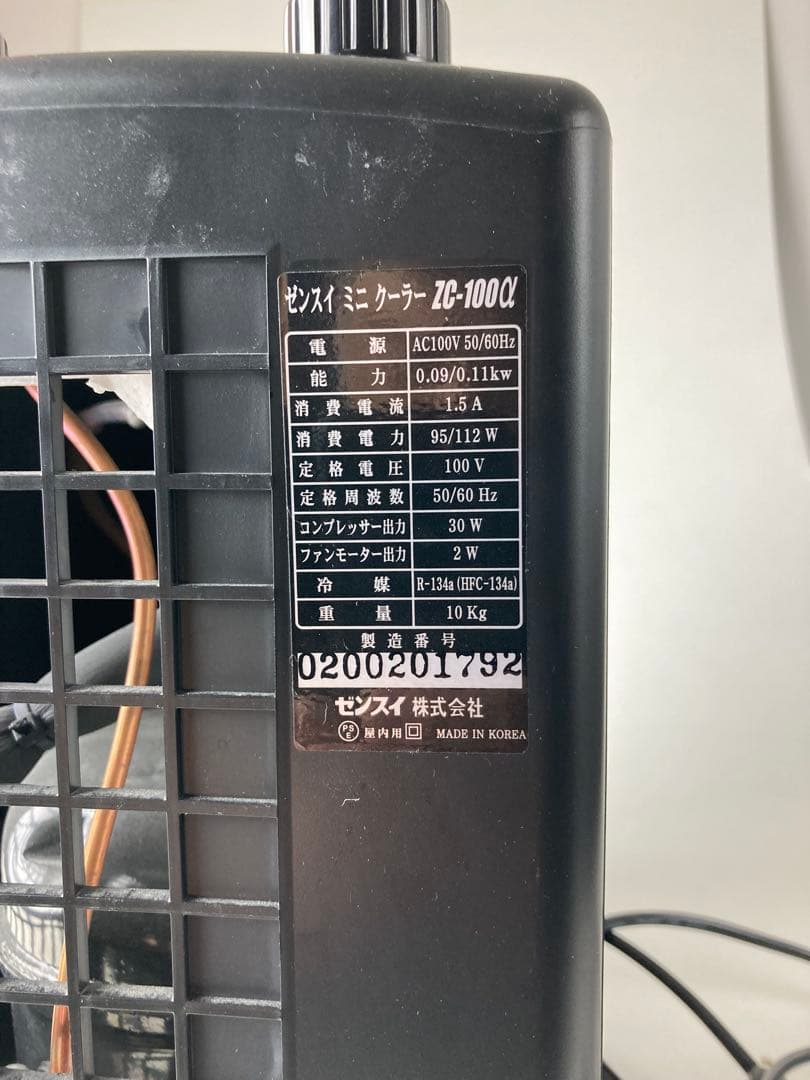 ゼンスイ ミニ クーラー ZC-100α
電源 AC100V 50/60Hz
能力 0.09/0.11kw
消費電流 1.5 A
消費電力 95/112 W
定格電圧 100 V
定格周波数 50/60 Hz
コンプレッサー出力 30 W
ファンモーター出力 2 W
冷媒 R-134a (HFC-134a)
重量 10 Kg
製造番号
0200201792
ゼンスイ 株式会社
PSE 屋内用 MADE IN KOREA